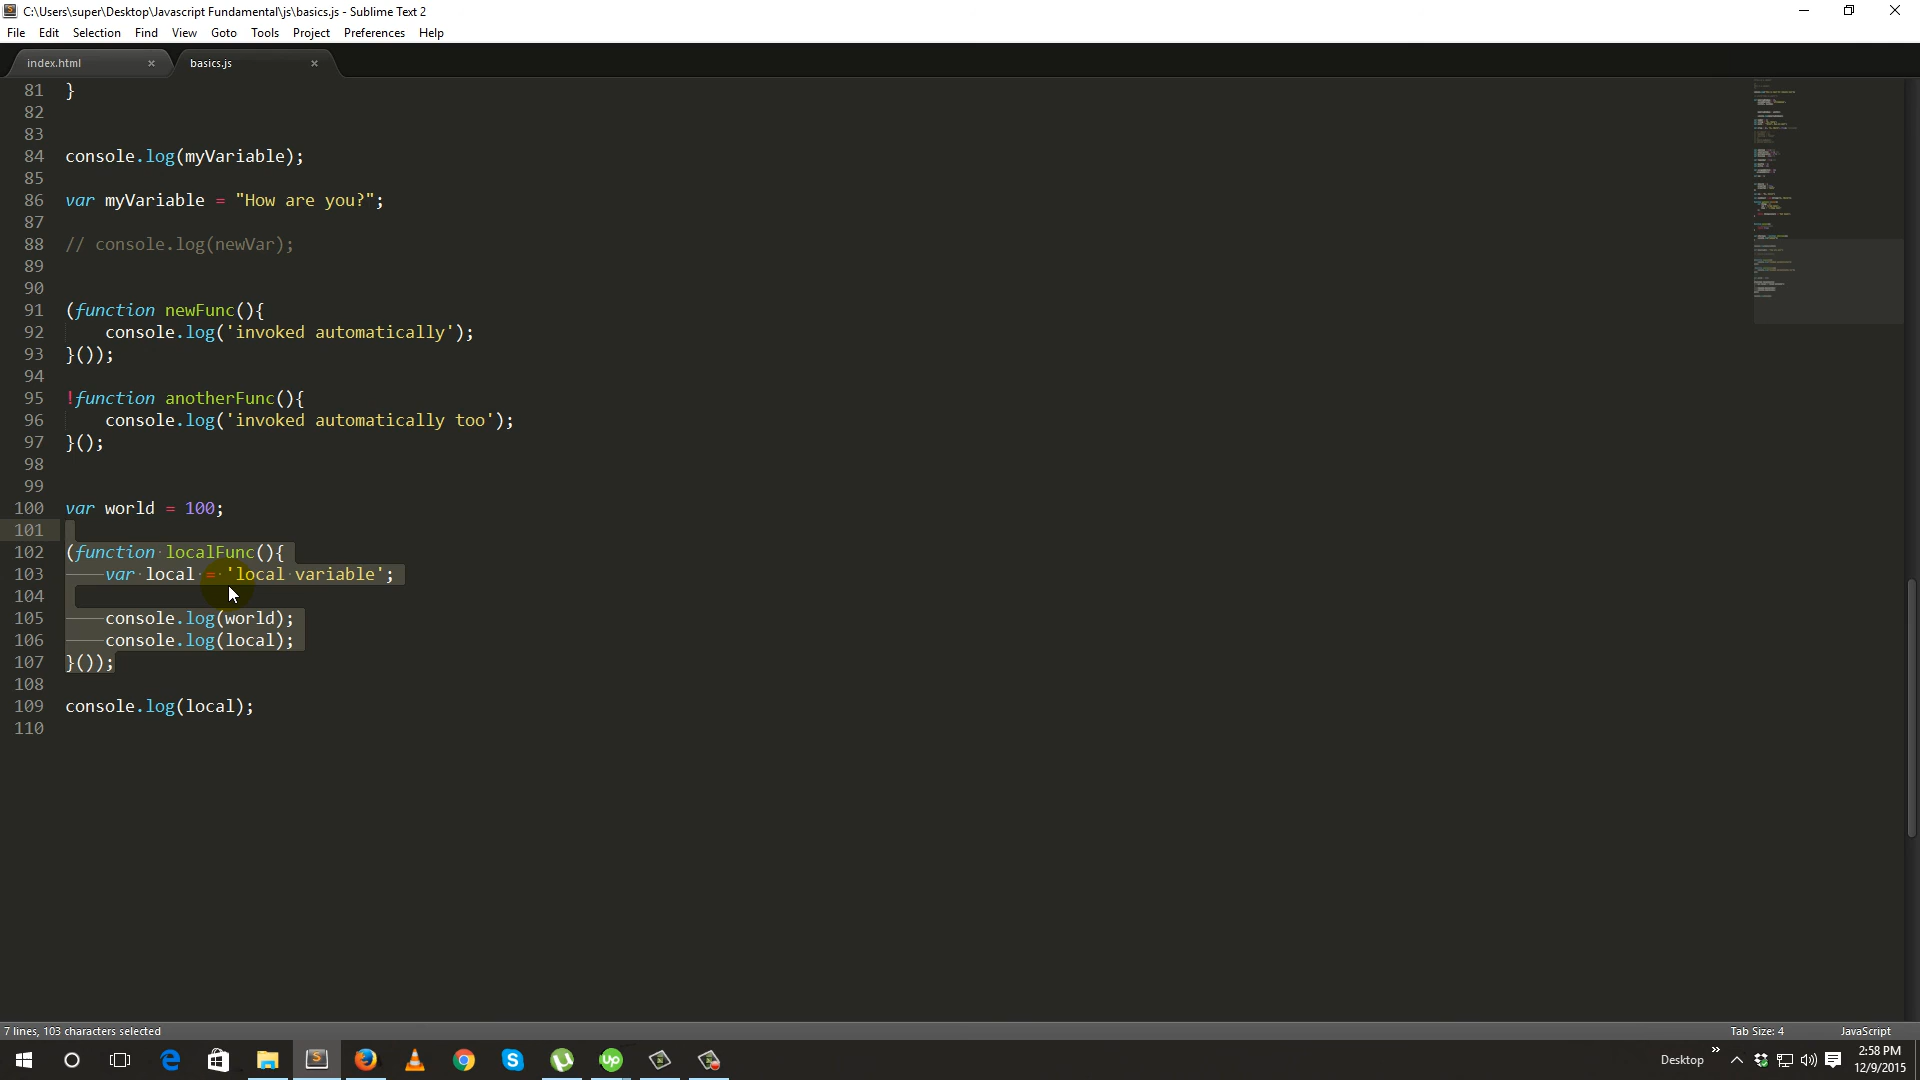 C:\Users\super\Desktop\Javascript Fundamental\js\basics.js - Sublime Text 2
File Edit Selection Find View Goto Tools Project Preferences Help
index.html × basics.js ×
81 }
82
83
84 console.log(myVariable);
85
86 var myVariable = "How are you?";
87
88 // console.log(newVar);
89
90
91 (function newFunc(){
92 console.log('invoked automatically');
93 }());
94
95 !function anotherFunc(){
96 console.log('invoked automatically too');
97 }();
98
99
100 var world = 100;
101
102 (function localFunc(){
103 var local = 'local variable';
104
105 console.log(world);
106 console.log(local);
107 }());
108
109 console.log(local);
110
7 lines, 103 characters selected Tab Size: 4 JavaScript
Desktop 2:58 PM
12/9/2015